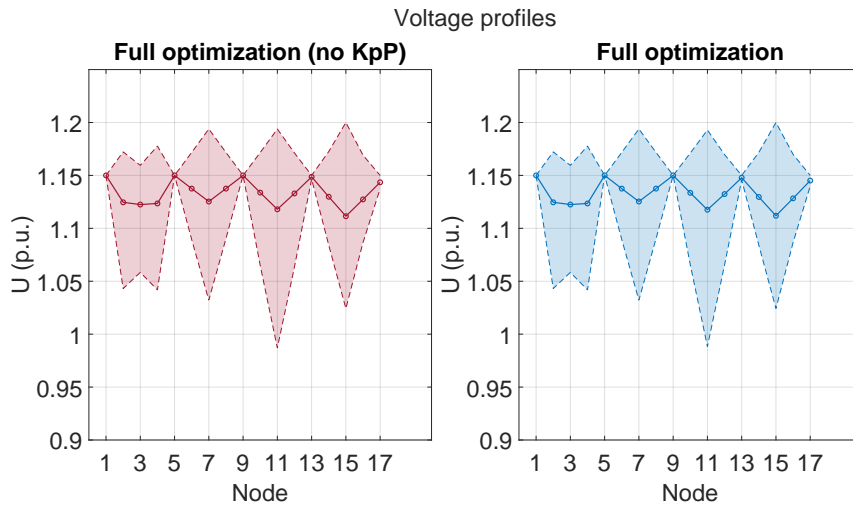 Voltage profiles
Full optimization (no KpP)
U (p.u.)
1.2
1.15
1.1
1.05
1
0.95
0.9
1 3 5 7 9 11 13 15 17
Node
Full optimization
U (p.u.)
1.2
1.15
1.1
1.05
1
0.95
0.9
1 3 5 7 9 11 13 15 17
Node